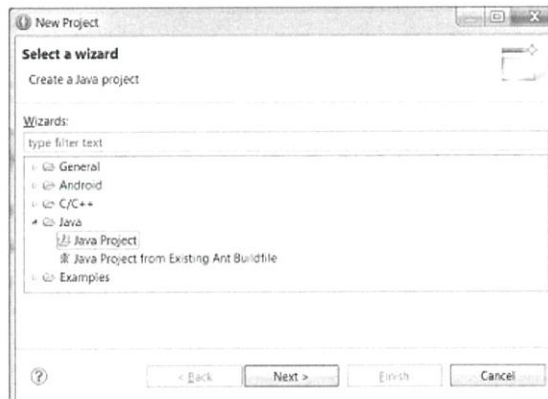 New Project
Select a wizard
Create a Java project
Wizards:
type filter text
General
Android
C/C++
Java
Java Project
Java Project from Existing Ant Buildfile
Examples
< Back Next > Finish Cancel